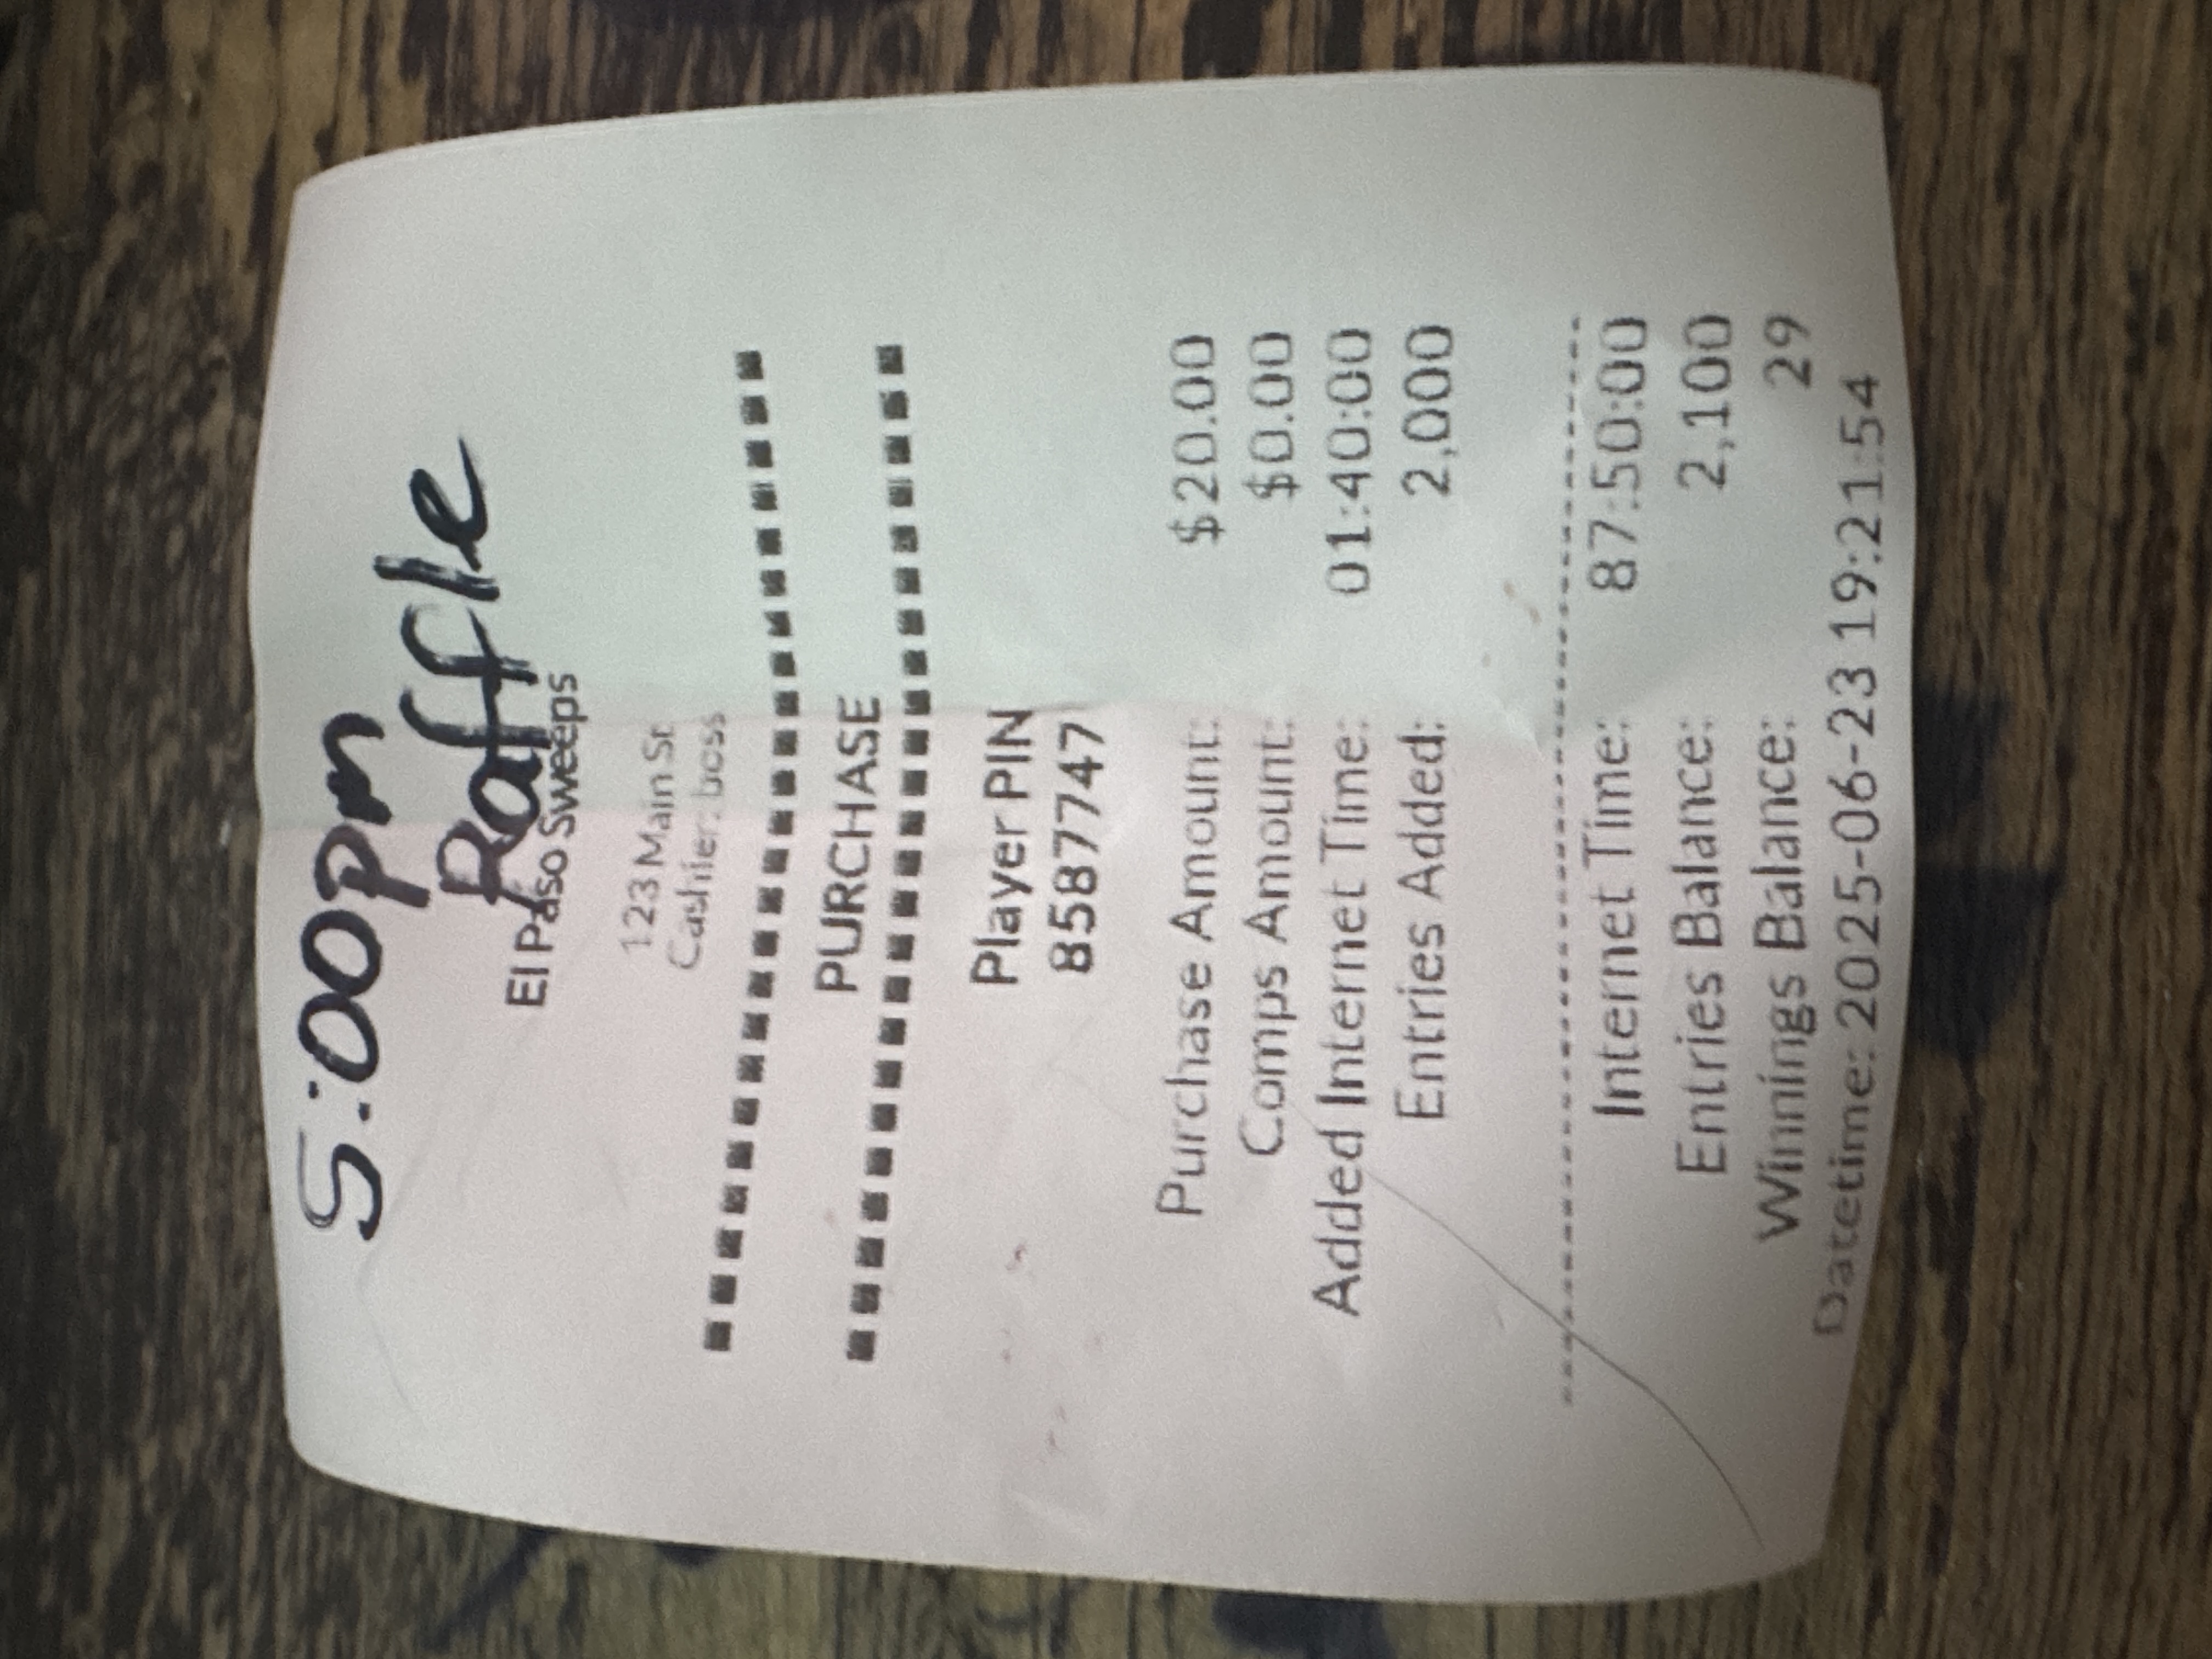 5:00pm
Raffle
El Paso Sweeps
123 Main St
Cashier: boss
PURCHASE
Player PIN
8587747
Purchase Amount: $20.00
Comps Amount: $0.00
Added Internet Time: 01:40:00
Entries Added: 2,000
Internet Time: 87:50:00
Entries Balance: 2,100
Winnings Balance: 29
Datetime: 2025-06-23 19:21:54